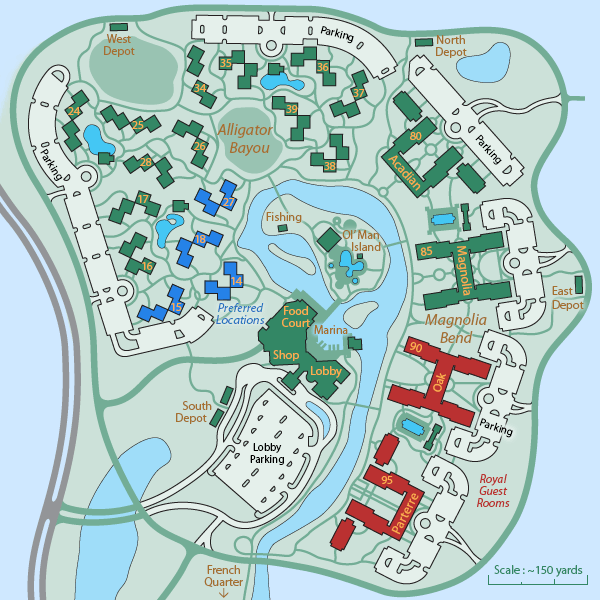 West
Depot
Parking
North
Depot
35
36
34
37
39
24
25
26
28
Alligator
Bayou
38
80
Acadian
Parking
Parking
17
27
18
16
14
15
Fishing
Ol' Man
Island
85
Magnolia
East
Depot
Preferred
Locations
Food
Court
Marina
Shop
Lobby
Magnolia
Bend
90
Oak
South
Depot
Lobby
Parking
Parking
95
Parterre
Royal
Guest
Rooms
French
Quarter
Scale : ~150 yards